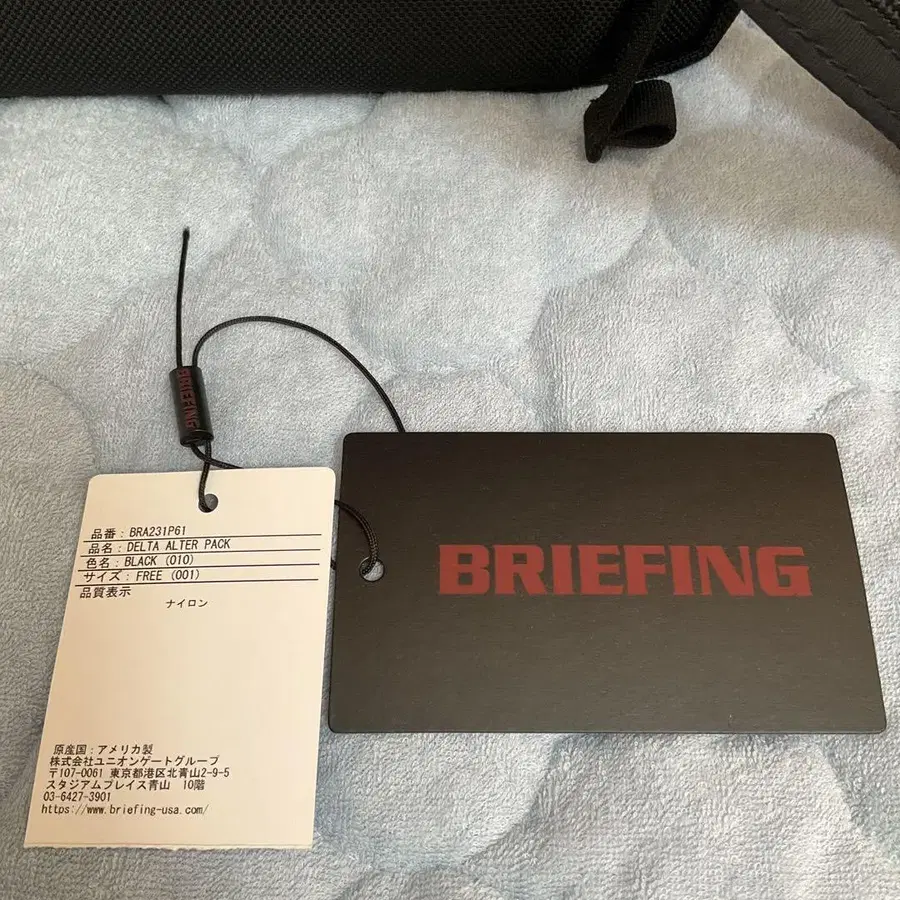 BRIEFING
品番：BRA231P61
品名：DELTA ALTER PACK
色名：BLACK (010)
サイズ：FREE (001)
品質表示
ナイロン
原産国：アメリカ製
株式会社ユニオンゲートグループ
〒107-0061 東京都港区北青山2-9-5
スタジアムプレイス青山 10階
03-6427-3901
https://www.briefing-usa.com/
BRIEFING